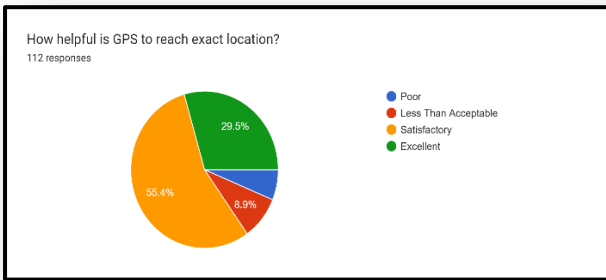 How helpful is GPS to reach exact location?
112 responses
29.5%
55.4%
8.9%
Poor
Less Than Acceptable
Satisfactory
Excellent